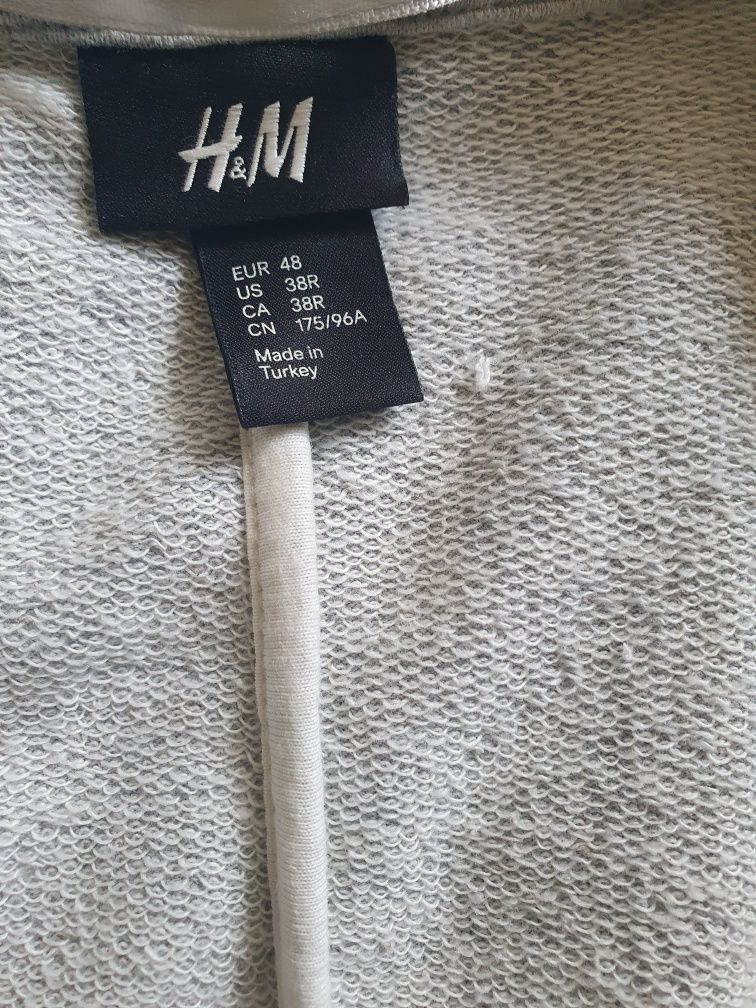 H&M
EUR 48
US 38R
CA 38R
CN 175/96A
Made in
Turkey